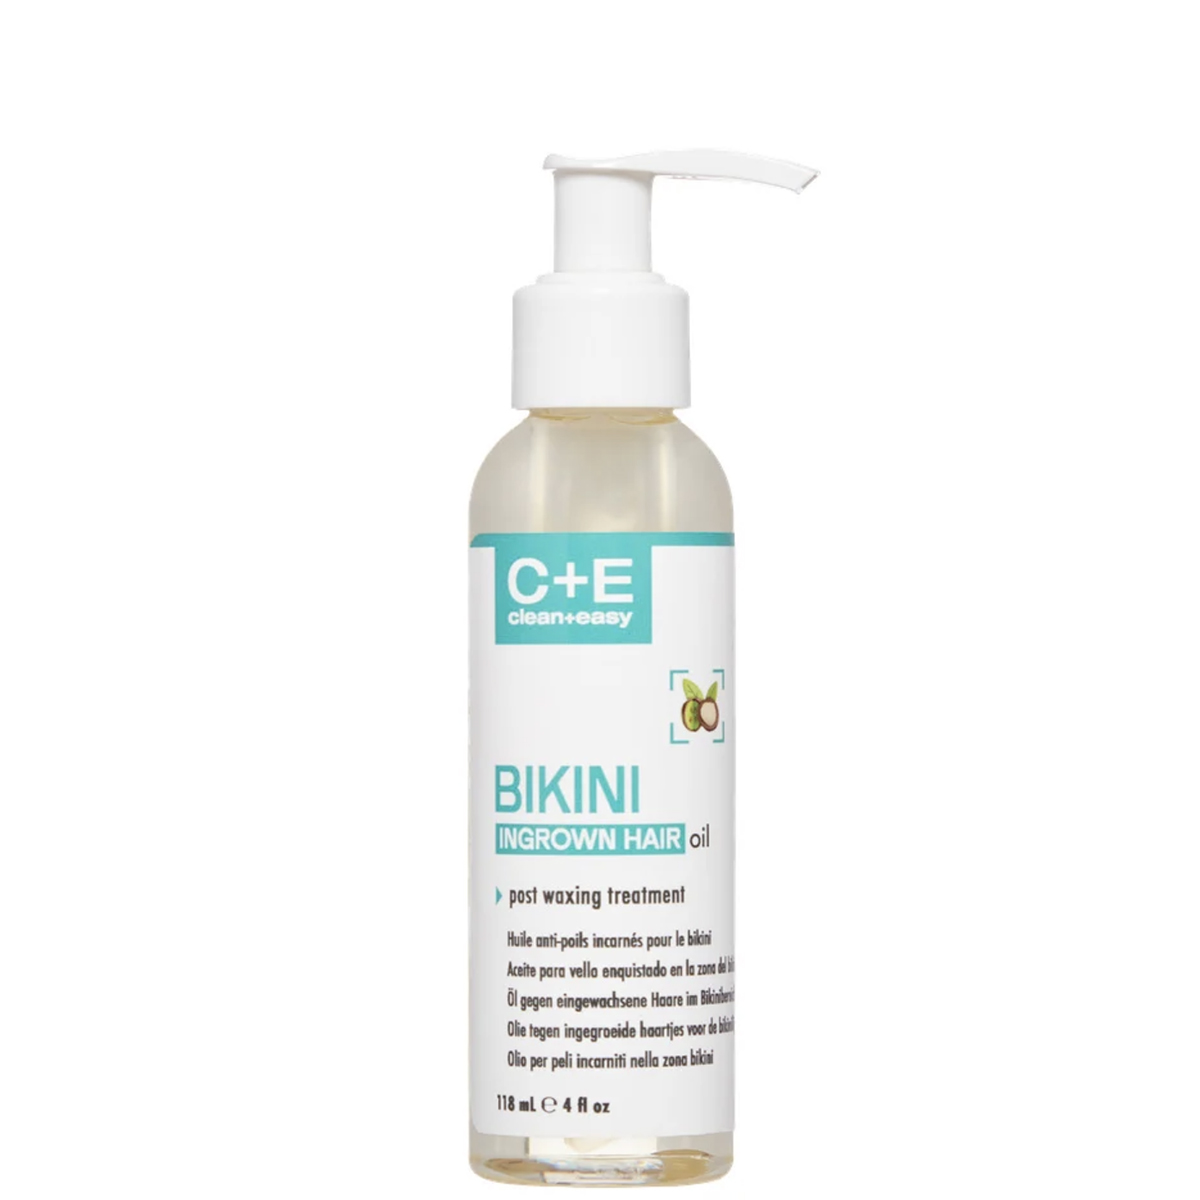 C+E
clean+easy
BIKINI
INGROWN HAIR oil
post waxing treatment
Huile anti-poils incarnés pour le bikini
Aceite para vello enquistado en la zona del
Öl gegen eingewachsene Haare im
Olie tegen ingegroeide haartjes voor de
Olio per peli incarniti nella zona bikini
118 mL ℮ 4 fl oz